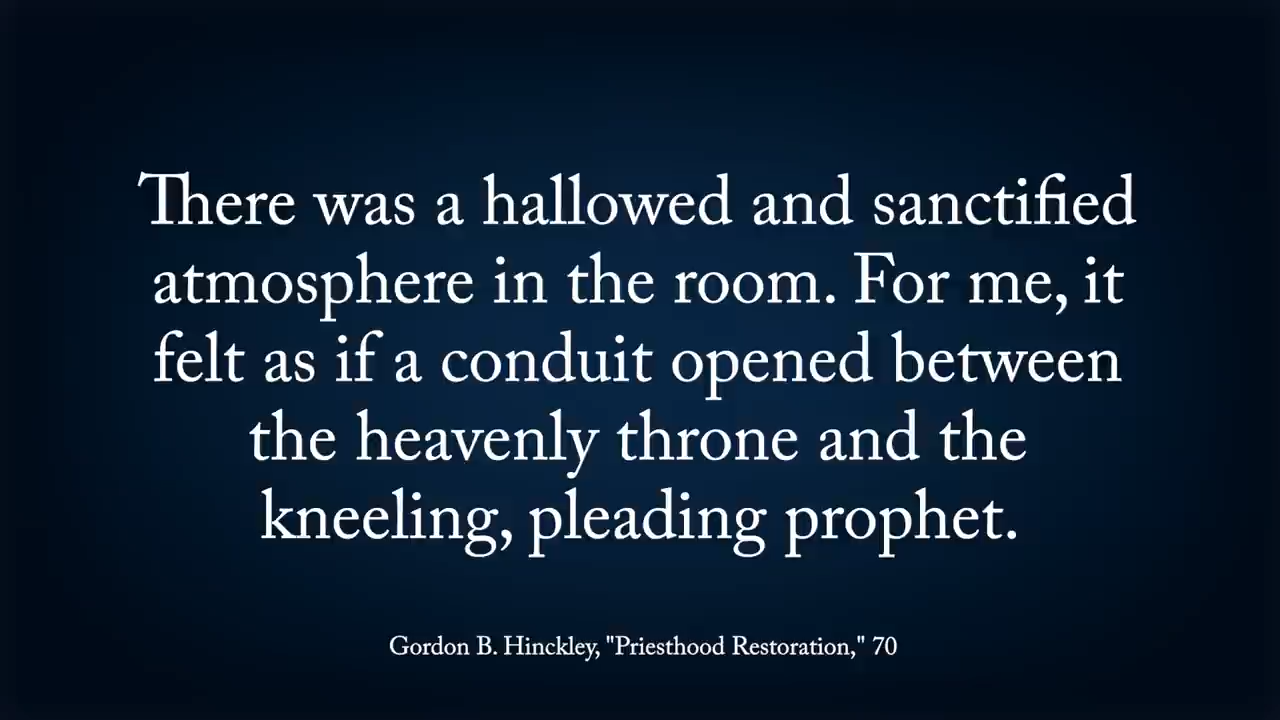 There was a hallowed and sanctified
atmosphere in the room. For me, it
felt as if a conduit opened between
the heavenly throne and the
kneeling, pleading prophet.
Gordon B. Hinckley, "Priesthood Restoration," 70